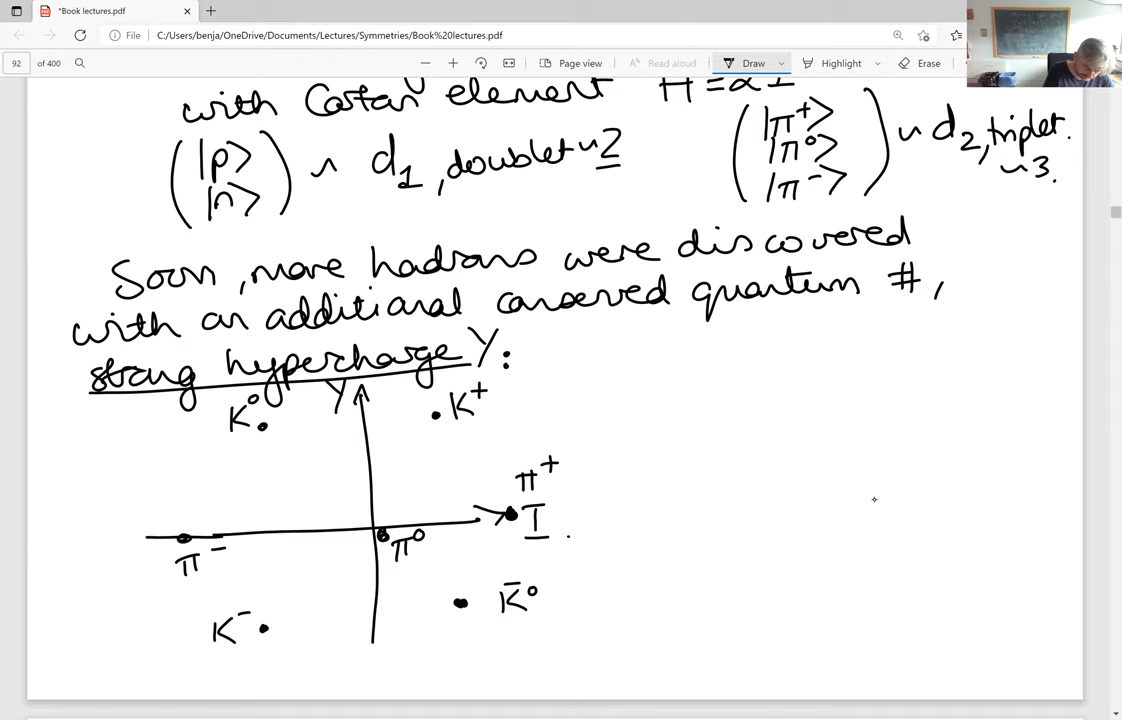 *Book lectures.pdf
File C:/Users/benja/OneDrive/Documents/Lectures/Symmetries/Book%20lectures.pdf
92 of 400 Page view Read aloud Draw Highlight Erase
with Cartan element H = α I
(|p> |n>) ~ d₁, doublet ~ 2
(|π⁺> |π⁰> |π⁻>) ~ d₂, triplet. ~ 3.
Soon, more hadrons were discovered
with an additional conserved quantum #,
strong hypercharge Y:
K⁰ Y K⁺
π⁺
I
π⁻ π⁰
K̄⁰
K⁻